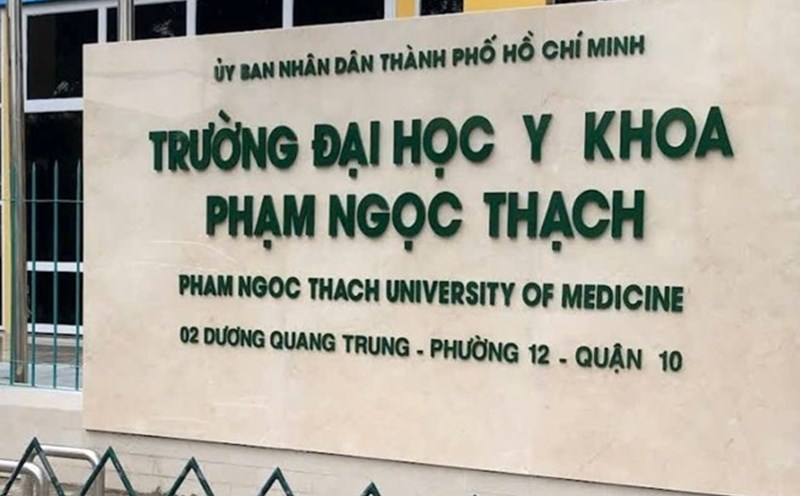 ỦY BAN NHÂN DÂN THÀNH PHỐ HỒ CHÍ MINH
TRƯỜNG ĐẠI HỌC Y KHOA
PHẠM NGỌC THẠCH
PHAM NGOC THACH UNIVERSITY OF MEDICINE
02 DƯƠNG QUANG TRUNG - PHƯỜNG 12 - QUẬN 10